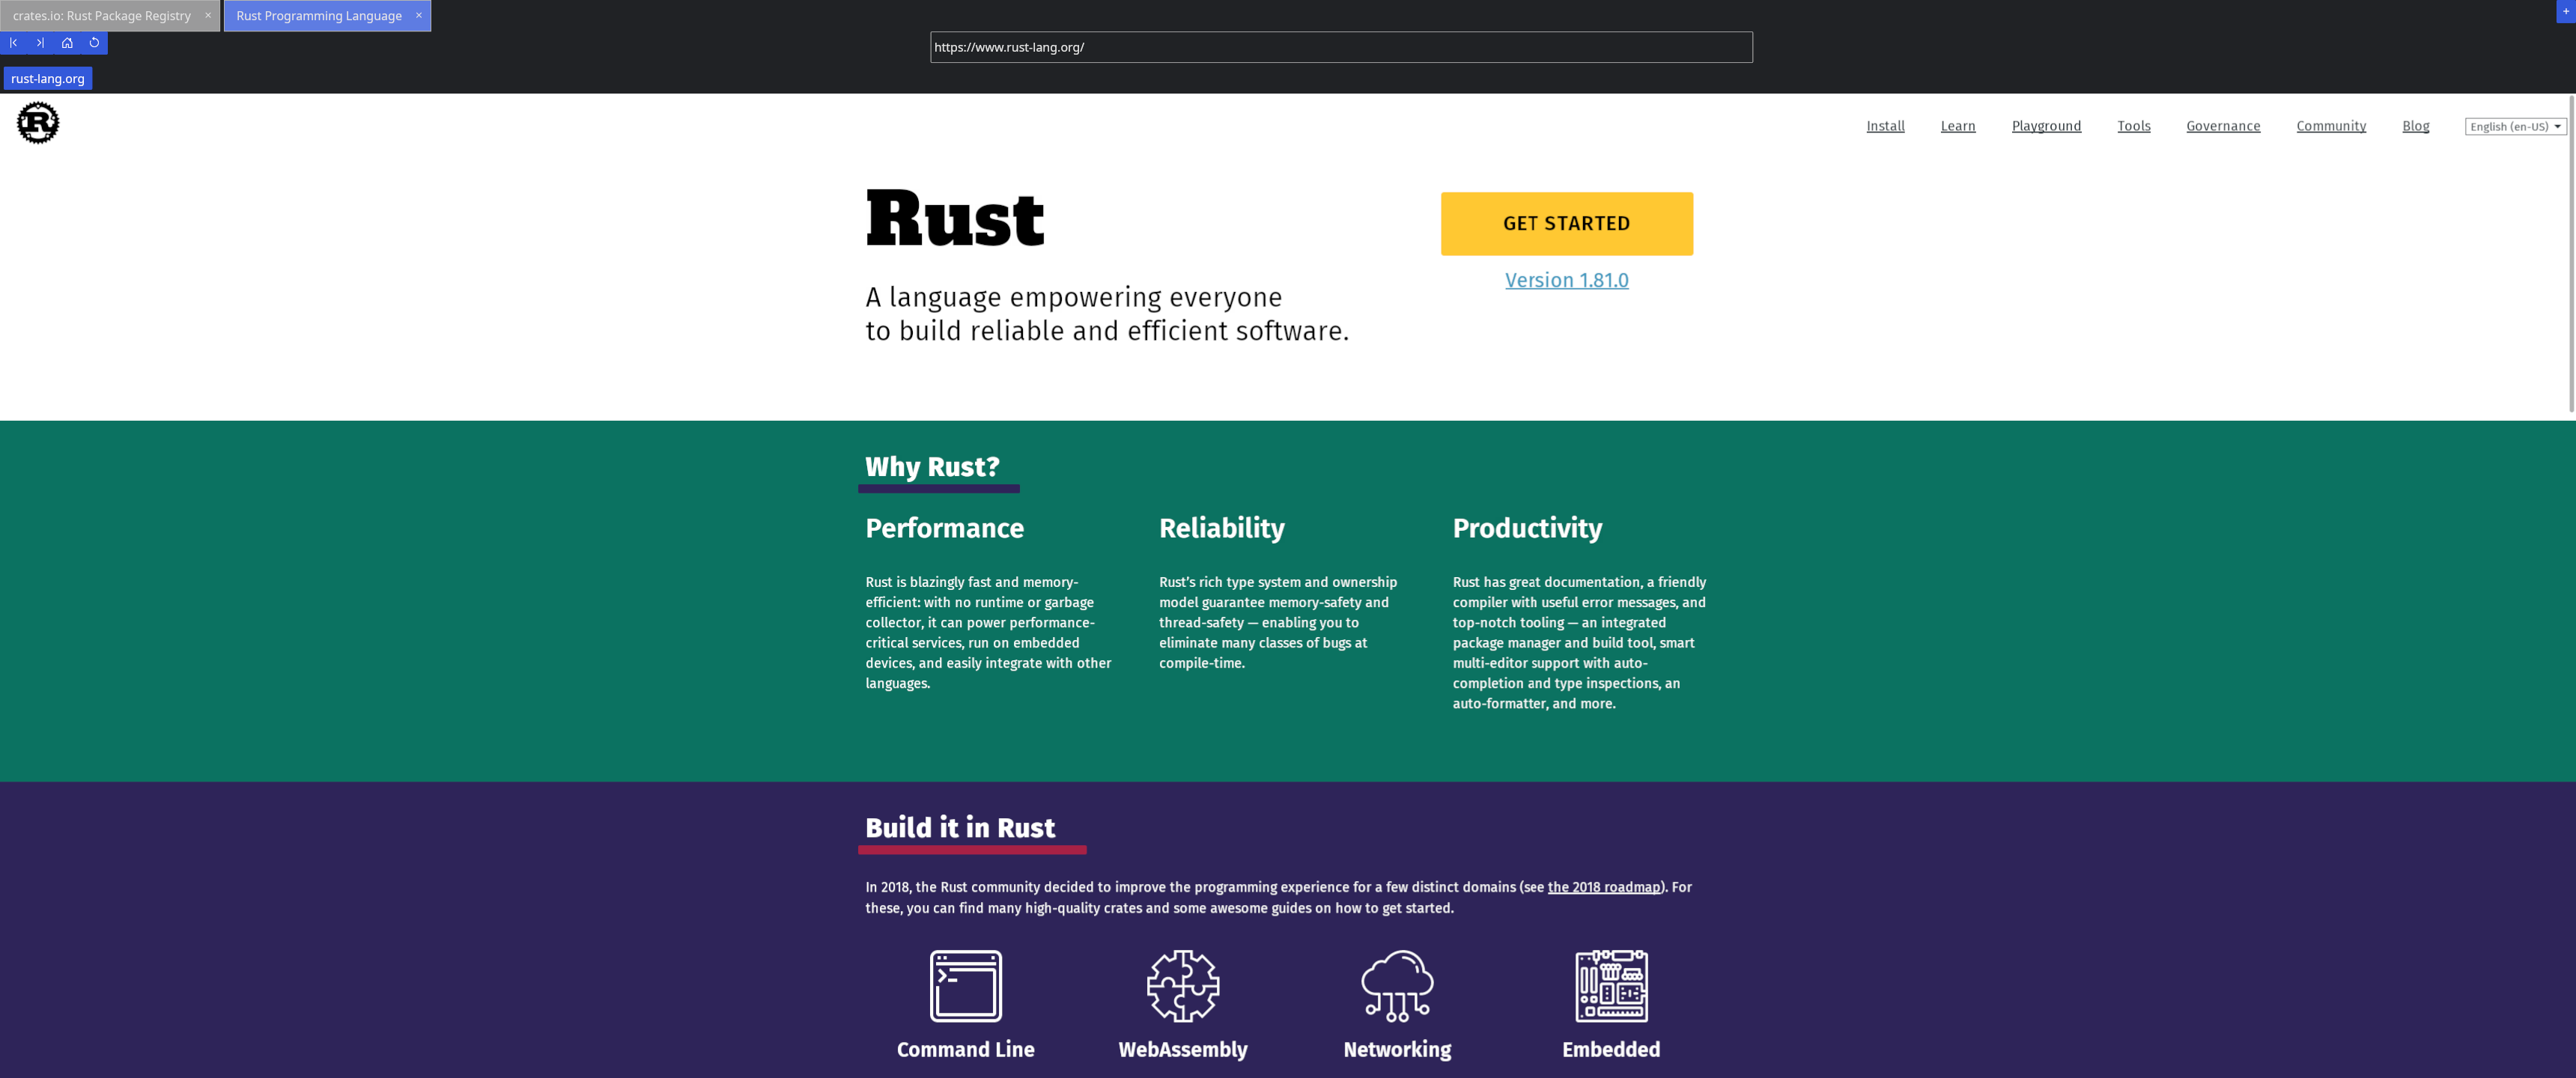 crates.io: Rust Package Registry ×
Rust Programming Language ×
+
https://www.rust-lang.org/
rust-lang.org
R
Install
Learn
Playground
Tools
Governance
Community
Blog
English (en-US)
Rust
GET STARTED
Version 1.81.0
A language empowering everyone
to build reliable and efficient software.
Why Rust?
Performance
Rust is blazingly fast and memory-
efficient: with no runtime or garbage
collector, it can power performance-
critical services, run on embedded
devices, and easily integrate with other
languages.
Reliability
Rust’s rich type system and ownership
model guarantee memory-safety and
thread-safety — enabling you to
eliminate many classes of bugs at
compile-time.
Productivity
Rust has great documentation, a friendly
compiler with useful error messages, and
top-notch tooling — an integrated
package manager and build tool, smart
multi-editor support with auto-
completion and type inspections, an
auto-formatter, and more.
Build it in Rust
In 2018, the Rust community decided to improve the programming experience for a few distinct domains (see the 2018 roadmap). For
these, you can find many high-quality crates and some awesome guides on how to get started.
Command Line
WebAssembly
Networking
Embedded